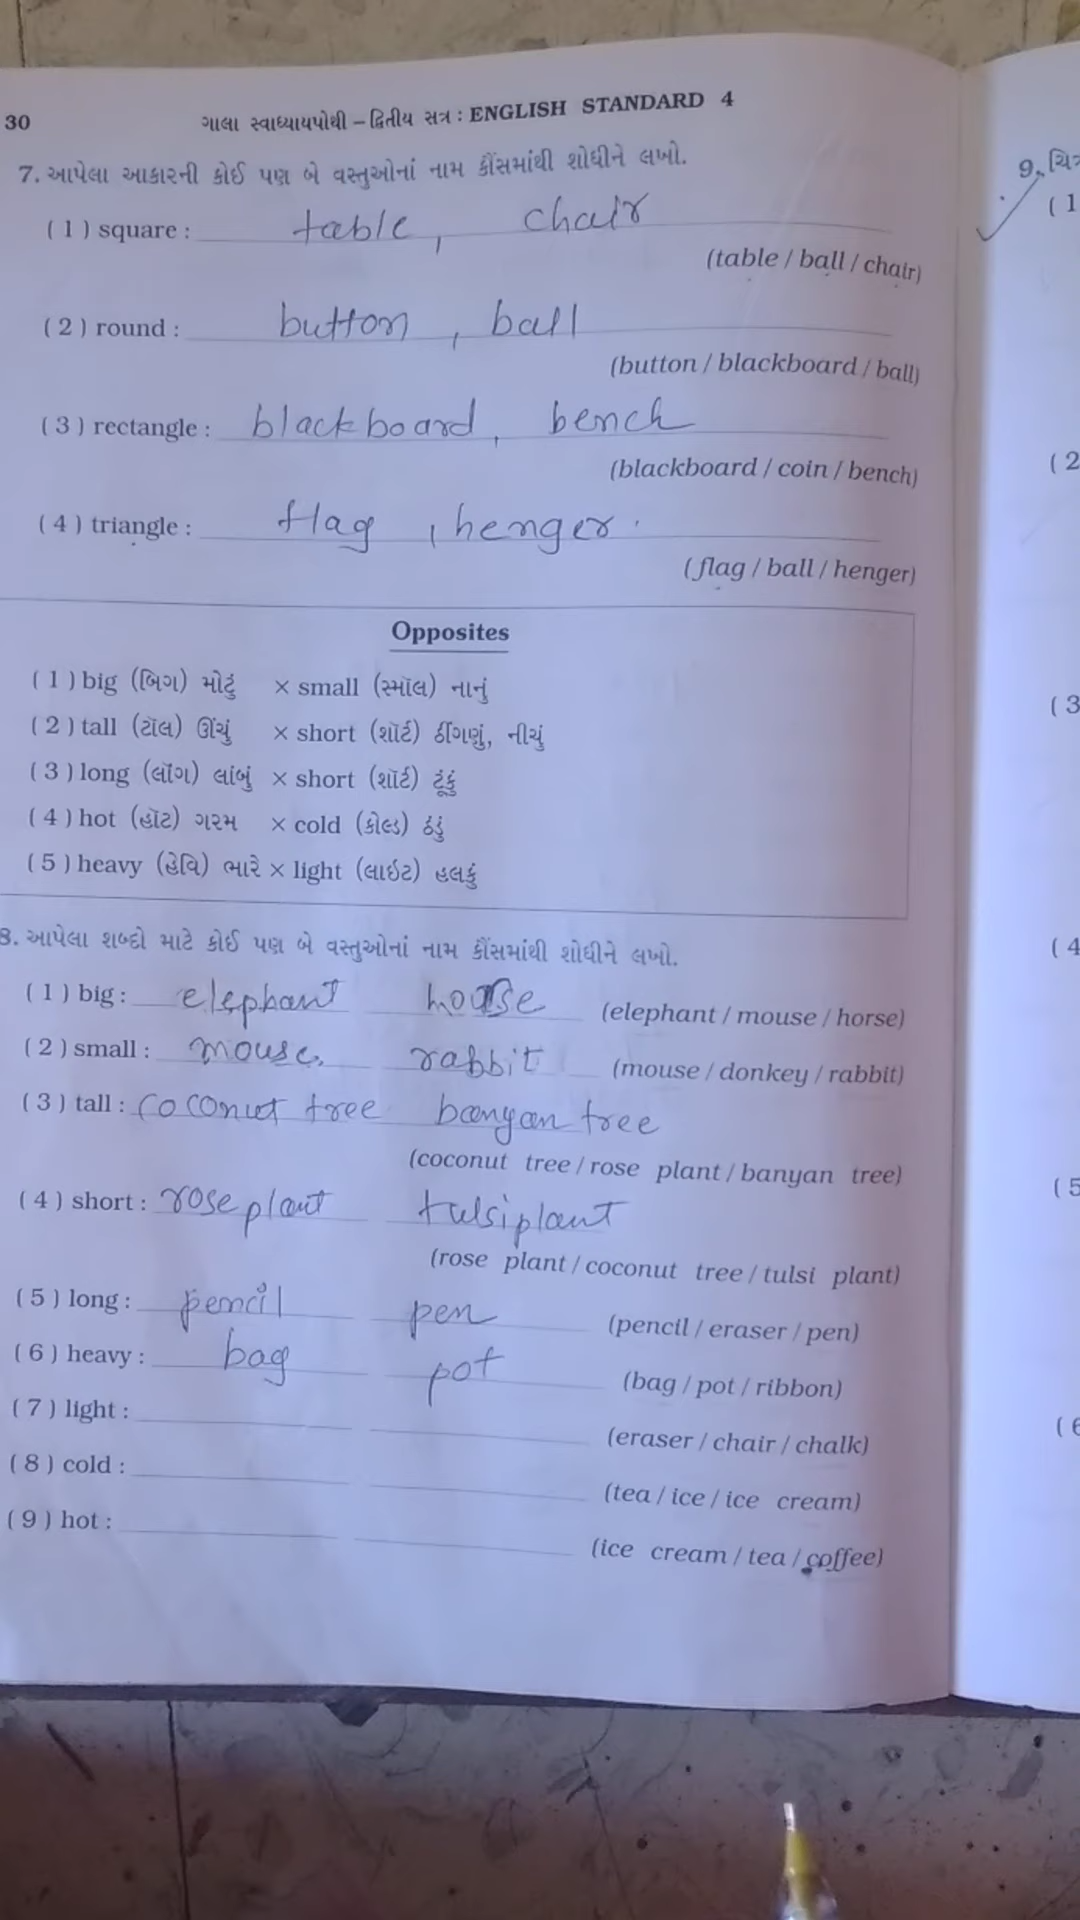 30 ગાલા સ્વાધ્યાયપોથી – દ્વિતીય સત્ર : ENGLISH STANDARD 4
7. આપેલા આકારની કોઈ પણ બે વસ્તુઓનાં નામ કૌંસમાંથી શોધીને લખો.
( 1 ) square : table, chair
(table / ball / chair)
( 2 ) round : button, ball
(button / blackboard / ball)
( 3 ) rectangle : blackboard, bench
(blackboard / coin / bench)
( 4 ) triangle : flag, henger.
(flag / ball / henger)
Opposites
( 1 ) big (બિગ) મોટું × small (સ્મૉલ) નાનું
( 2 ) tall (ટૉલ) ઊંચું × short (શૉર્ટ) ઠીંગણું, નીચું
( 3 ) long (લૉંગ) લાંબું × short (શૉર્ટ) ટૂંકું
( 4 ) hot (હૉટ) ગરમ × cold (કોલ્ડ) ઠંડું
( 5 ) heavy (હેવિ) ભારે × light (લાઇટ) હલકું
8. આપેલા શબ્દો માટે કોઈ પણ બે વસ્તુઓનાં નામ કૌંસમાંથી શોધીને લખો.
( 1 ) big : elephant horse (elephant / mouse / horse)
( 2 ) small : mouse, rabbit (mouse / donkey / rabbit)
( 3 ) tall : coconut tree banyan tree
(coconut tree / rose plant / banyan tree)
( 4 ) short : rose plant tulsi plant
(rose plant / coconut tree / tulsi plant)
( 5 ) long : pencil pen (pencil / eraser / pen)
( 6 ) heavy : bag pot (bag / pot / ribbon)
( 7 ) light : (eraser / chair / chalk)
( 8 ) cold : (tea / ice / ice cream)
( 9 ) hot : (ice cream / tea / coffee)
9.
( 1
( 2
( 3
( 4
( 5